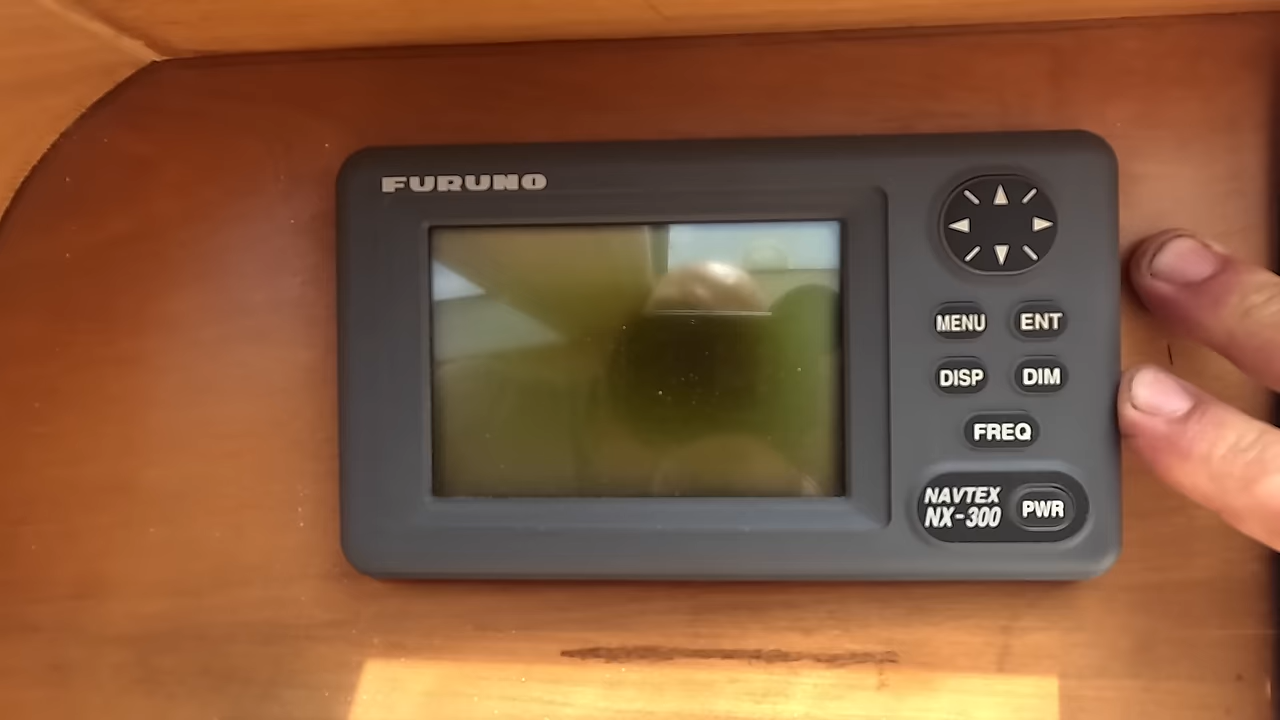 FURUNO
MENU ENT
DISP DIM
FREQ
NAVTEX
NX-300
PWR